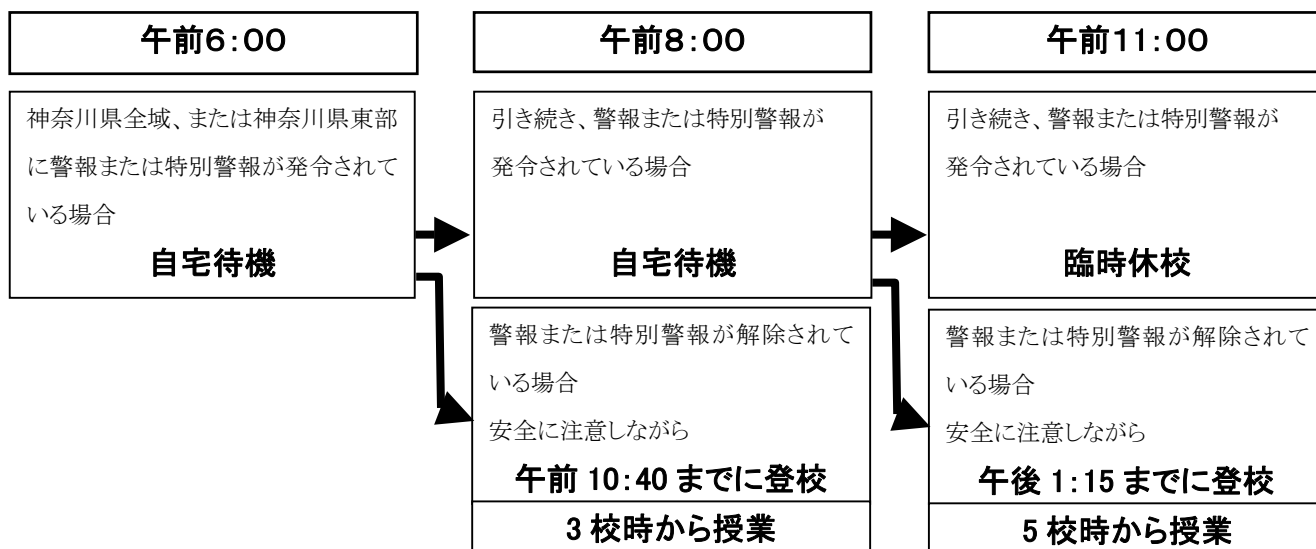 午前6:00
神奈川県全域、または神奈川県東部
に警報または特別警報が発令されて
いる場合
自宅待機
午前8:00
引き続き、警報または特別警報が
発令されている場合
自宅待機
警報または特別警報が解除されて
いる場合
安全に注意しながら
午前 10:40 までに登校
3 校時から授業
午前11:00
引き続き、警報または特別警報が
発令されている場合
臨時休校
警報または特別警報が解除されて
いる場合
安全に注意しながら
午後 1:15 までに登校
5 校時から授業